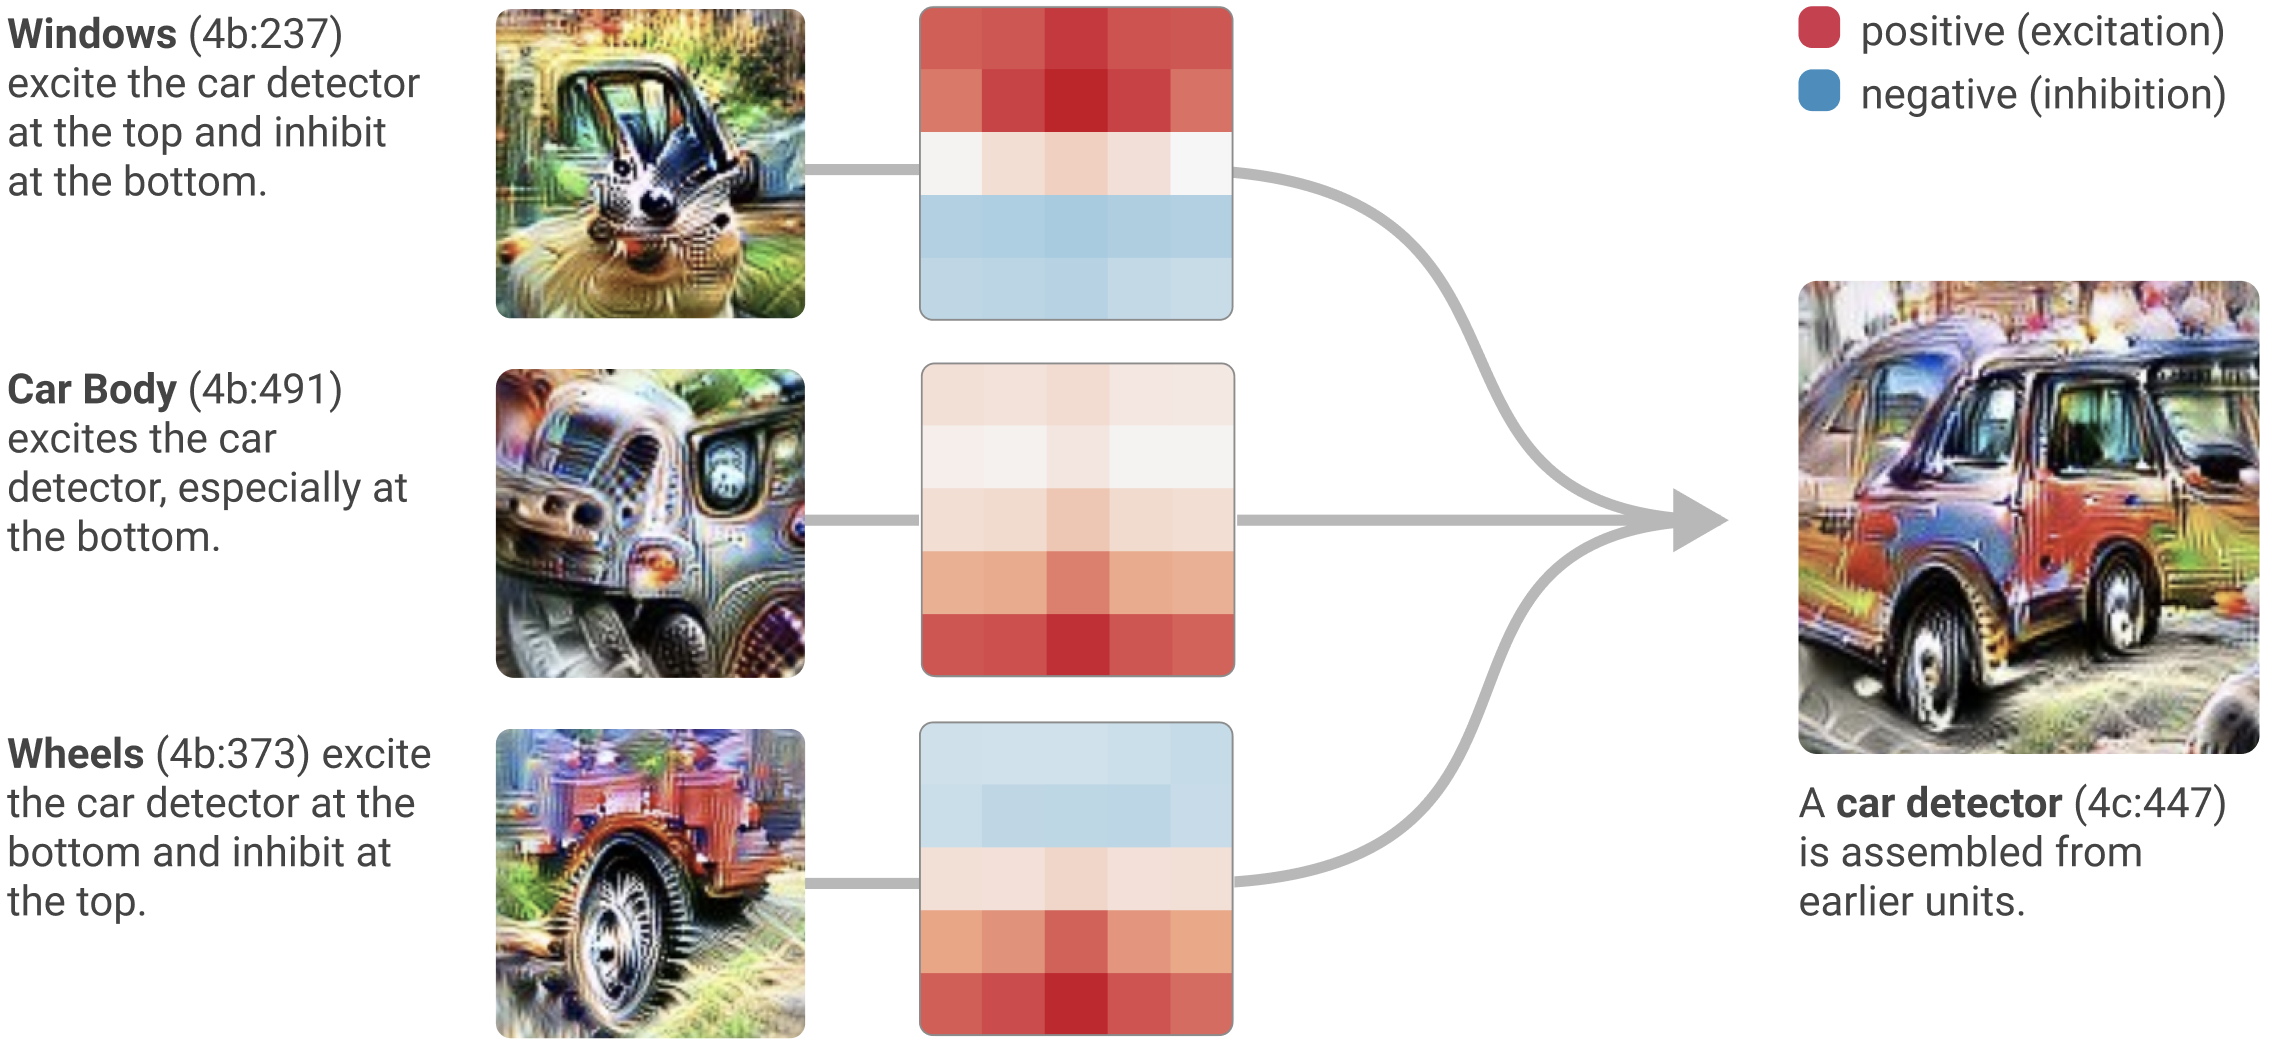 Windows (4b:237)
excite the car detector
at the top and inhibit
at the bottom.
positive (excitation)
negative (inhibition)
Car Body (4b:491)
excites the car
detector, especially at
the bottom.
Wheels (4b:373) excite
the car detector at the
bottom and inhibit at
the top.
A car detector (4c:447)
is assembled from
earlier units.